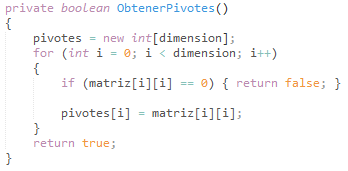 private boolean ObtenerPivotes()
{
    pivotes = new int[dimension];
    for (int i = 0; i < dimension; i++)
    {
        if (matriz[i][i] == 0) { return false; }

        pivotes[i] = matriz[i][i];
    }
    return true;
}